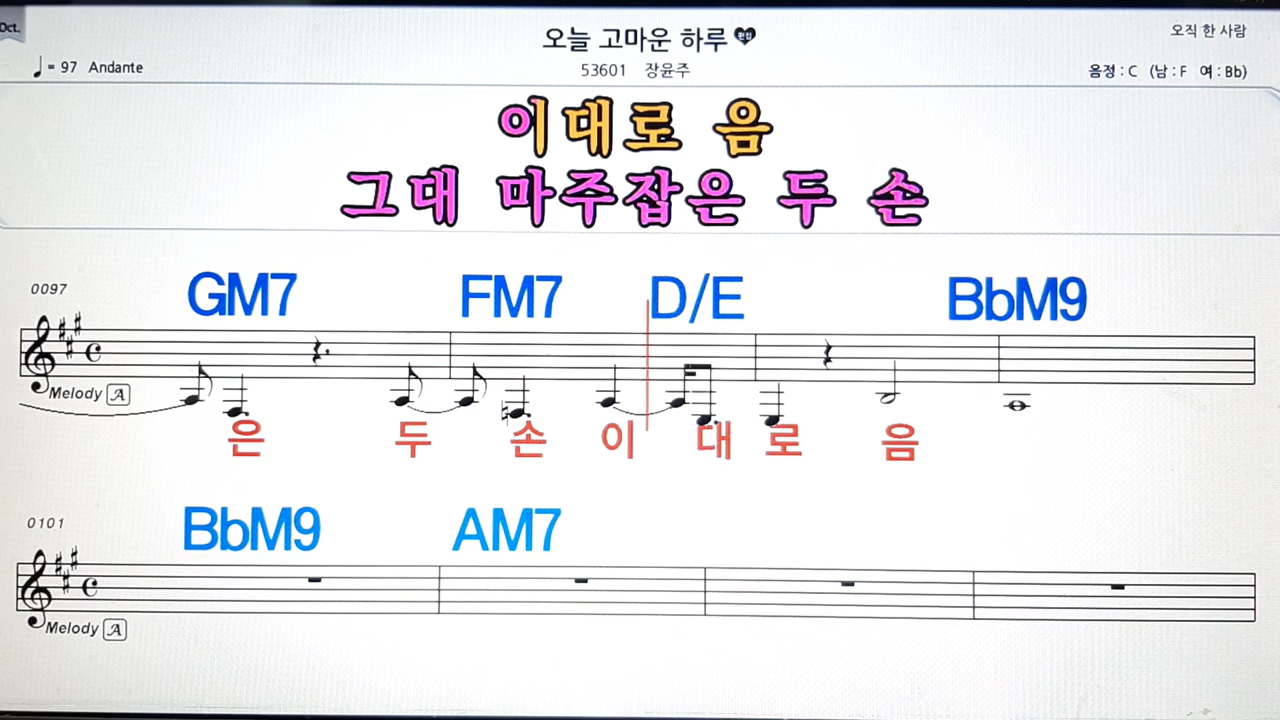 Oct.
오늘 고마운 하루 편집
오직 한 사람
♩= 97 Andante
53601 장윤주
음정 : C (남 : F 여 : Bb)
이대로 음
그대 마주잡은 두 손
0097
GM7 FM7 D/E BbM9
Melody A
은 두 손 이 대 로 음
0101
BbM9 AM7
Melody A